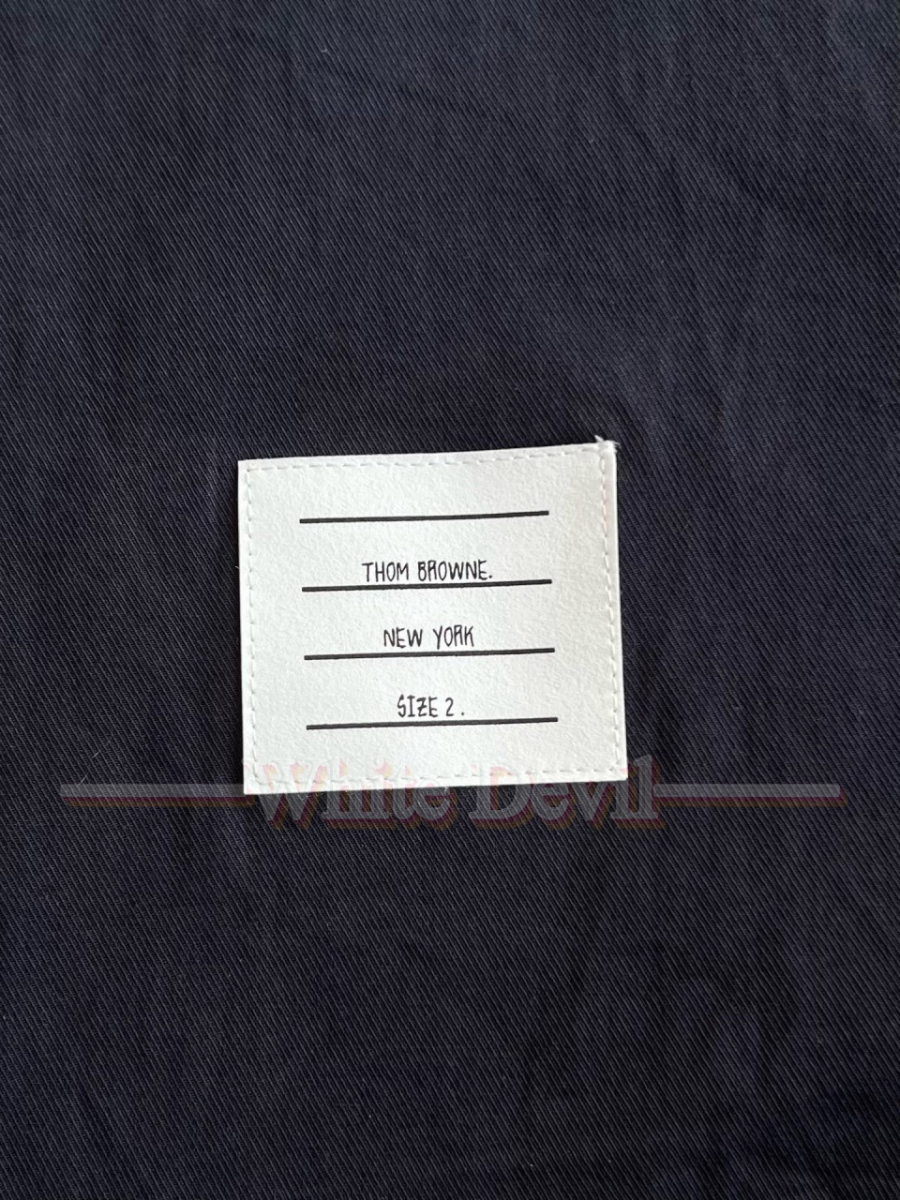 THOM BROWNE.
NEW YORK
SIZE 2.
White Devil